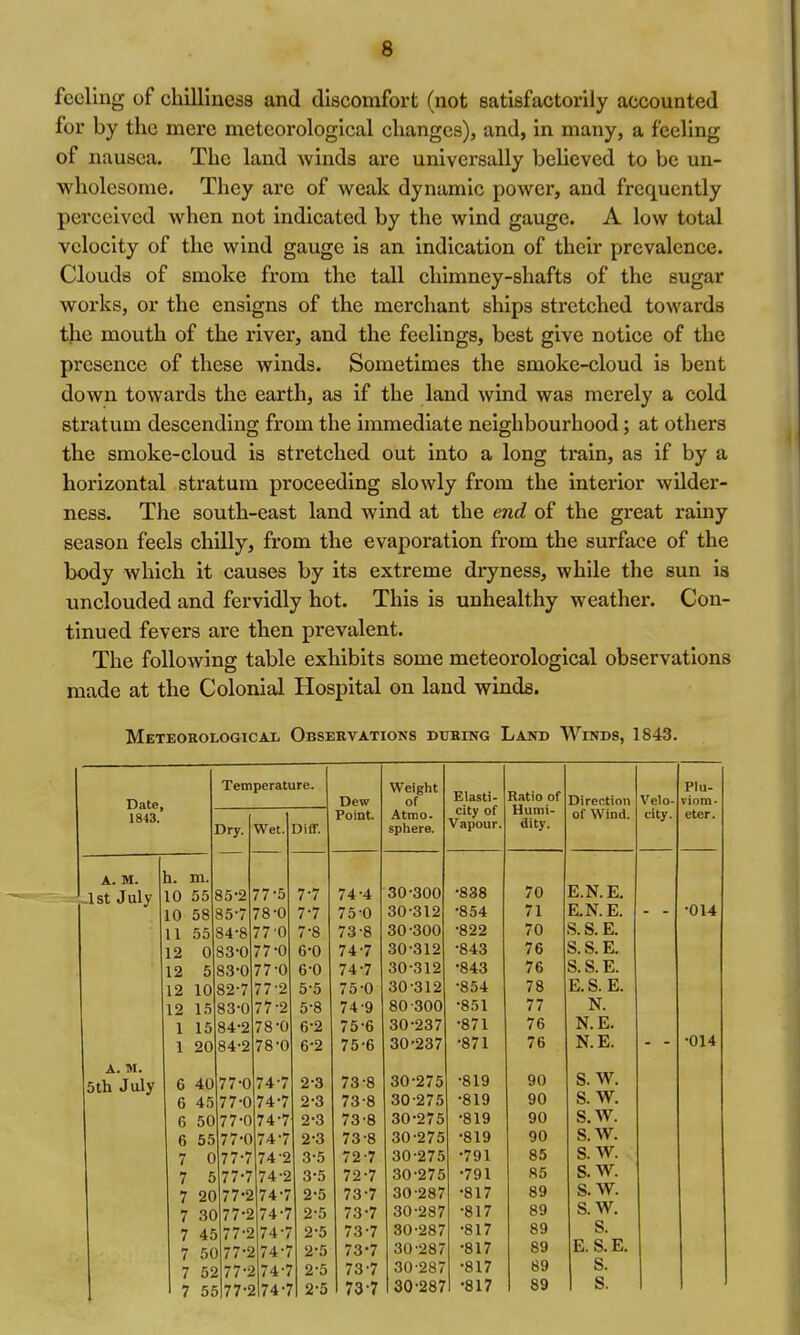 8
feeling of chilliness and discomfort (not satisfactorily accounted
for by the mere meteorological changes), and, in many, a feeling
of nausea. The land winds are universally believed to be un-
wholesome. They are of weak dynamic power, and frequently
perceived when not indicated by the wind gauge. A low total
velocity of the wind gauge is an indication of their prevalence.
Clouds of smoke from the tall chimney-shafts of the sugar
works, or the ensigns of the merchant ships stretched towards
the mouth of the river, and the feelings, best give notice of the
presence of these winds. Sometimes the smoke-cloud is bent
down towards the earth, as if the land wind was merely a cold
stratum descending from the immediate neighbourhood; at others
the smoke-cloud is stretched out into a long train, as if by a
horizontal stratum proceeding slowly from the interior wilder-
ness. The south-east land wind at the end of the great rainy
season feels chilly, from the evaporation from the surface of the
body which it causes by its extreme dryness, while the sun is
unclouded and fervidly hot. This is unhealthy weather. Con-
tinued fevers are then prevalent.
The following table exhibits some meteorological observations
made at the Colonial Hospital on land winds.
Meteorological Observations during Land Winds, 1843.
Date, 1843. | Temperature. Dry. Wet. Diff. | Dew Point. | Weight of Atmo-sphere. | Elasti-city of Vapour. | Ratio of Humi-dity. | Direction of Wind. | Velo-city. | Plu-viom-eter.
A. M. h. m.
1st July 10 55 85·2 77·5 7·7 74·4 30·300 ·838 70 E.N.E.
10 58 85·7 78·0 7·7 75·0 30·312 ·854 71 E.N.E. - - ·014
11 55 84·8 77 0 7·8 73·8 30·300 ·822 70 S.S.E.
12 0 83·0 77·0 6·0 74·7 30·312 ·843 76 S.S.E.
12 5 83·0 77·0 6·0 74·7 30·312 ·843 76 S.S.E.
12 10 82·7 77·2 5·5 75·0 30·312 ·854 78 E.S.E.
12 15 83·0 77·2 5·8 74·9 80·300 ·851 77 N.
1 15 84·2 78·0 6·2 75·6 30·237 ·871 76 N.E.
1 20 84·2 78·0 6·2 75·6 30·237 ·871 76 N.E. - - ·014
A. M.
5th July 6 40 77·0 74·7 2·3 73·8 30·275 ·819 90 S.W.
6 45 77·0 74·7 2·3 73·8 30·275 ·819 90 S.W.
6 50 77·0 74·7 2·3 73·8 30·275 ·819 90 S.W.
6 55 77·0 74·7 2·3 73·8 30·275 ·819 90 S.W.
7 0 77·7 74·2 3·5 72·7 30·275 ·791 85 S.W.
7 5 77·7 74·2 3·5 72·7 30·275 ·791 85 S.W.
7 20 77·2 74·7 2·5 73·7 30·287 ·817 89 S.W.
7 30 77·2 74·7 2·5 73·7 30·287 ·817 89 S.W.
7 45 77·2 74·7 2·5 73·7 30·287 ·817 89 S.
7 50 77·2 74·7 2·5 73·7 30·287 ·817 89 E.S.E.
7 52 77·2 74·7 2·5 73·7 30·287 ·817 89 S.
7 55 77·2 74·7 2·5 73·7 30·287 ·817 89 S.